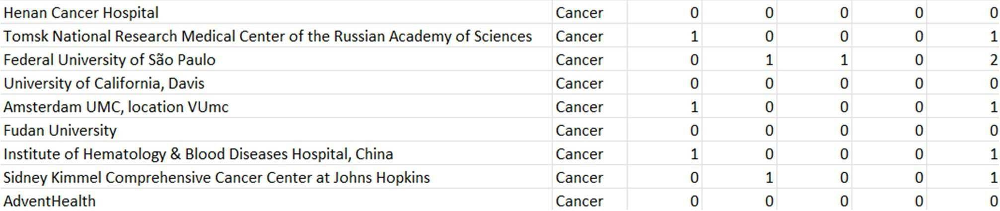 Henan Cancer Hospital Cancer 0 0 0 0 0
Tomsk National Research Medical Center of the Russian Academy of Sciences Cancer 1 0 0 0 1
Federal University of São Paulo Cancer 0 1 1 0 2
University of California, Davis Cancer 0 0 0 0 0
Amsterdam UMC, location VUmc Cancer 1 0 0 0 1
Fudan University Cancer 0 0 0 0 0
Institute of Hematology & Blood Diseases Hospital, China Cancer 1 0 0 0 1
Sidney Kimmel Comprehensive Cancer Center at Johns Hopkins Cancer 0 1 0 0 1
AdventHealth Cancer 0 0 0 0 0